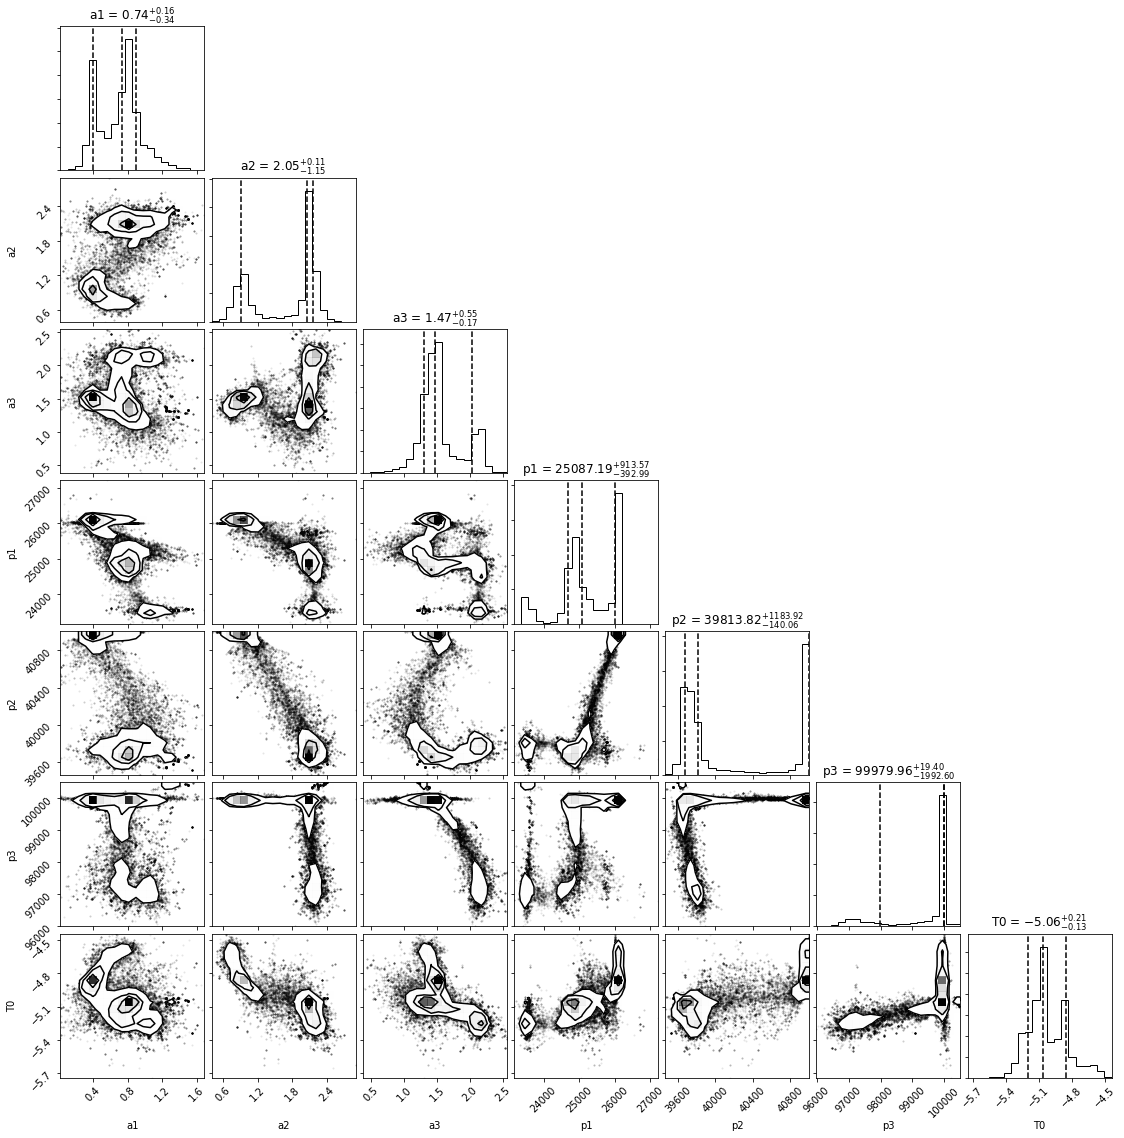 a1 = 0.74+0.16−0.34
a2 = 2.05+0.11−1.15
a3 = 1.47+0.55−0.17
p1 = 25087.19+913.57−392.99
p2 = 39813.82+1183.92−140.06
p3 = 99979.96+19.40−1992.60
T0 = −5.06+0.21−0.13
a2
2.4
1.8
1.2
0.6
a3
2.5
2.0
1.5
1.0
0.5
p1
27000
26000
25000
24000
p2
40800
40400
40000
39600
p3
100000
99000
98000
97000
96000
T0
−4.5
−4.8
−5.1
−5.4
−5.7
0.4 0.8 1.2 1.6
0.6 1.2 1.8 2.4
0.5 1.0 1.5 2.0 2.5
24000 25000 26000 27000
39600 40000 40400 40800
96000 97000 98000 99000 100000
−5.7 −5.4 −5.1 −4.8 −4.5
a1 a2 a3 p1 p2 p3 T0